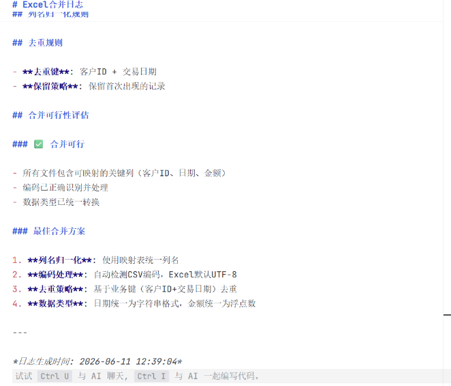 # Excel合并日志
## 列名归一化规则
## 去重规则
- **去重键**: 客户ID + 交易日期
- **保留策略**: 保留首次出现的记录
## 合并可行性评估
### ✅ 合并可行
- 所有文件包含可映射的关键列（客户ID、日期、金额）
- 编码已正确识别并处理
- 数据类型已统一转换
### 最佳合并方案
1. **列名归一化**: 使用映射表统一列名
2. **编码处理**: 自动检测CSV编码，Excel默认UTF-8
3. **去重策略**: 基于业务键（客户ID+交易日期）去重
4. **数据类型**: 日期统一为字符串格式，金额统一为浮点数
---
*日志生成时间: 2026-06-11 12:39:04*
试试 Ctrl U 与 AI 聊天, Ctrl I 与 AI 一起编写代码。